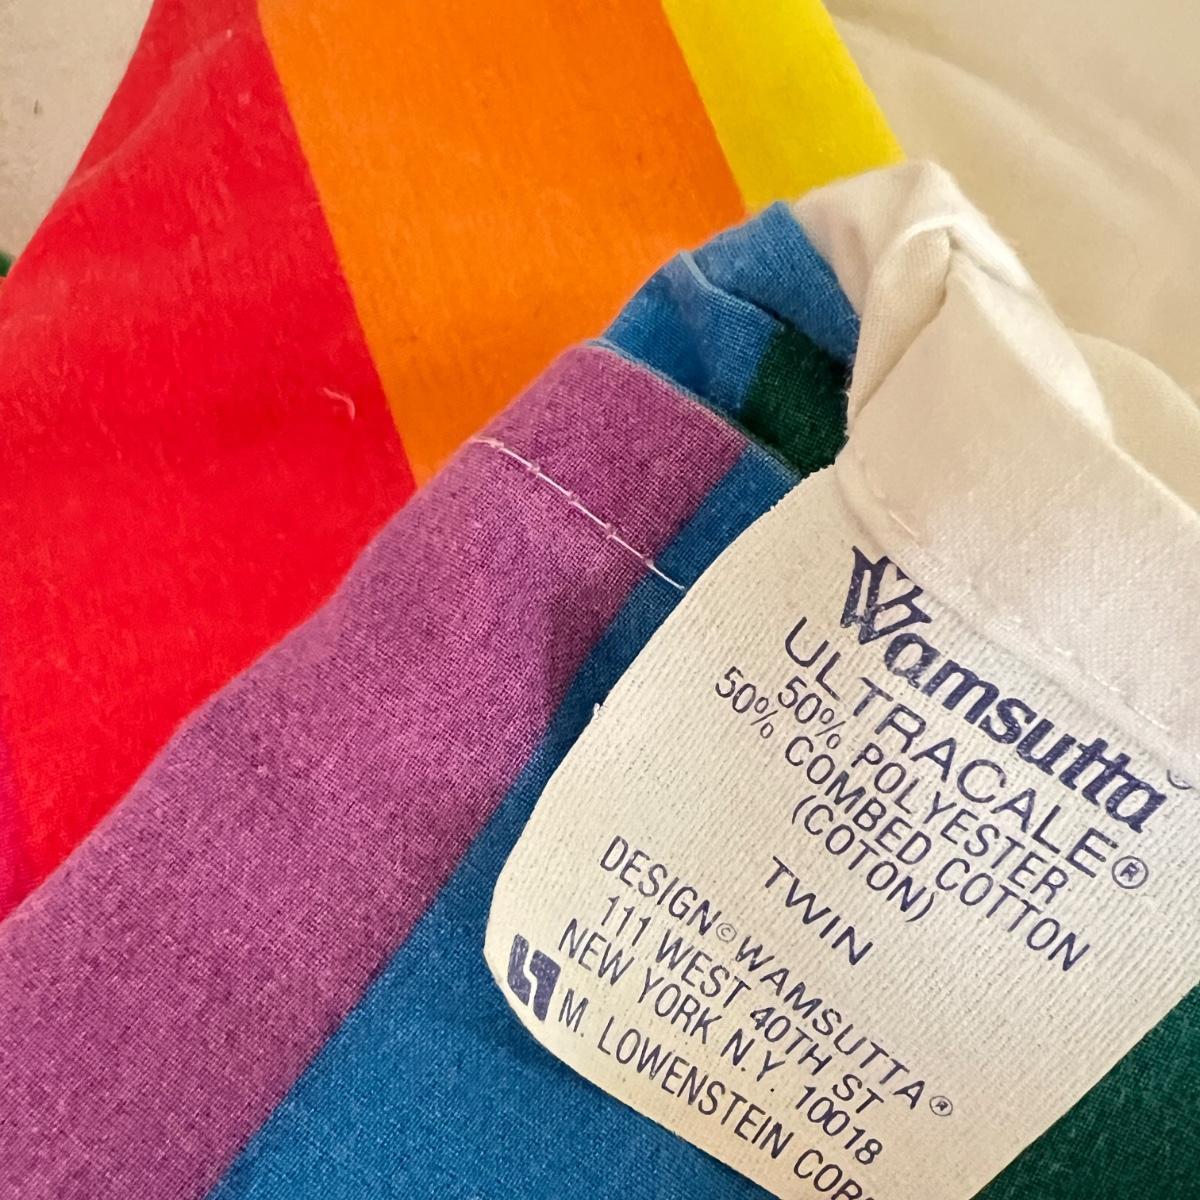 Wamsutta®
ULTRACALE®
50% POLYESTER
50% COMBED COTTON
(COTON)
TWIN
DESIGN © WAMSUTTA®
111 WEST 40TH ST
NEW YORK N.Y. 10018
M. LOWENSTEIN CORP